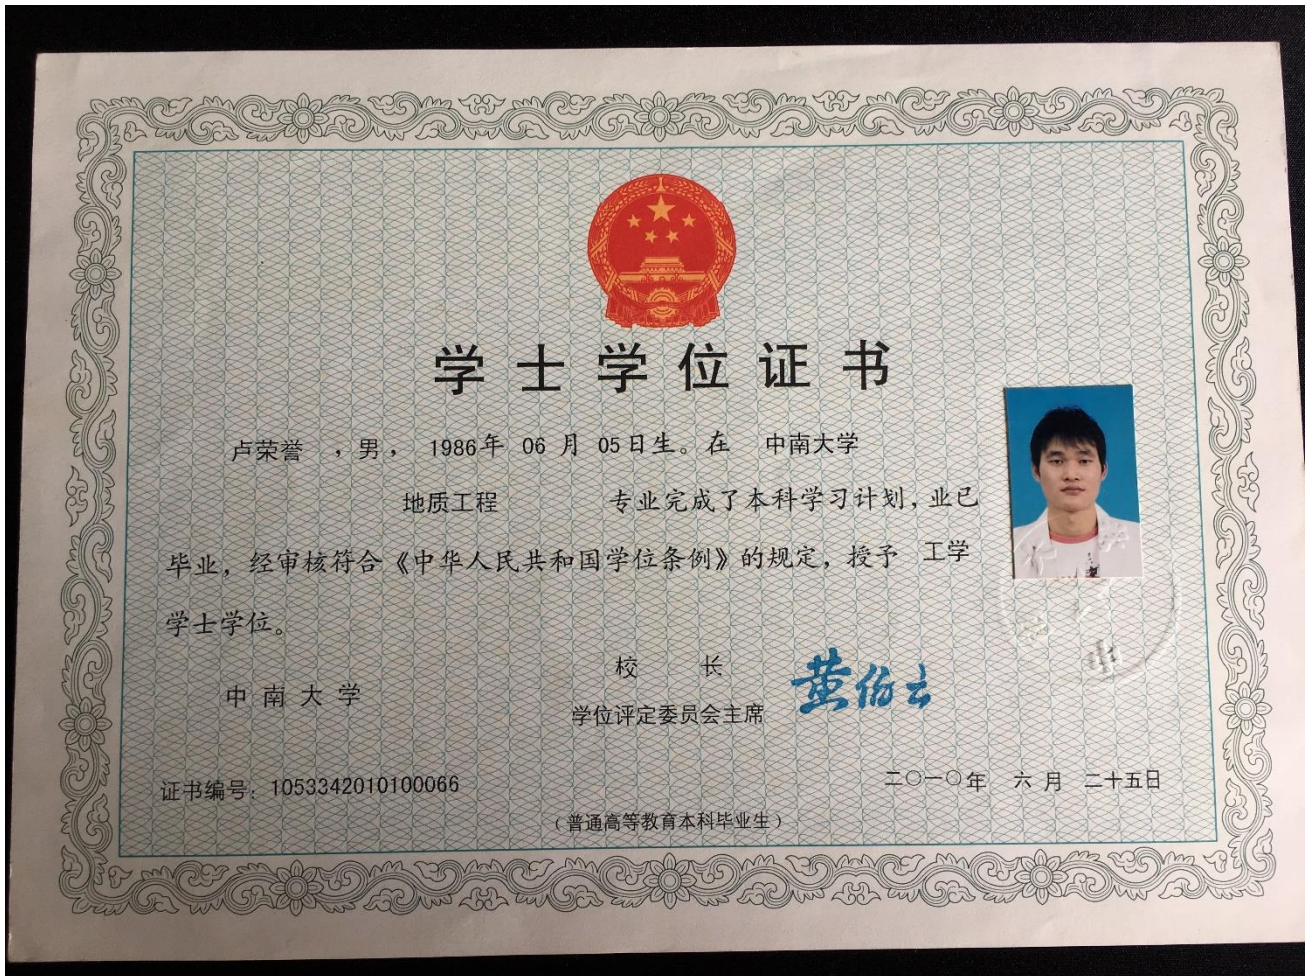 学士学位证书
卢荣誉，男，1986年06月05日生。在 中南大学
地质工程 专业完成了本科学习计划，业已
毕业，经审核符合《中华人民共和国学位条例》的规定，授予 工学
学士学位。
校 长
黄伯云
中南大学
学位评定委员会主席
证书编号：1053342010100066
二〇一〇年 六月 二十五日
（普通高等教育本科毕业生）